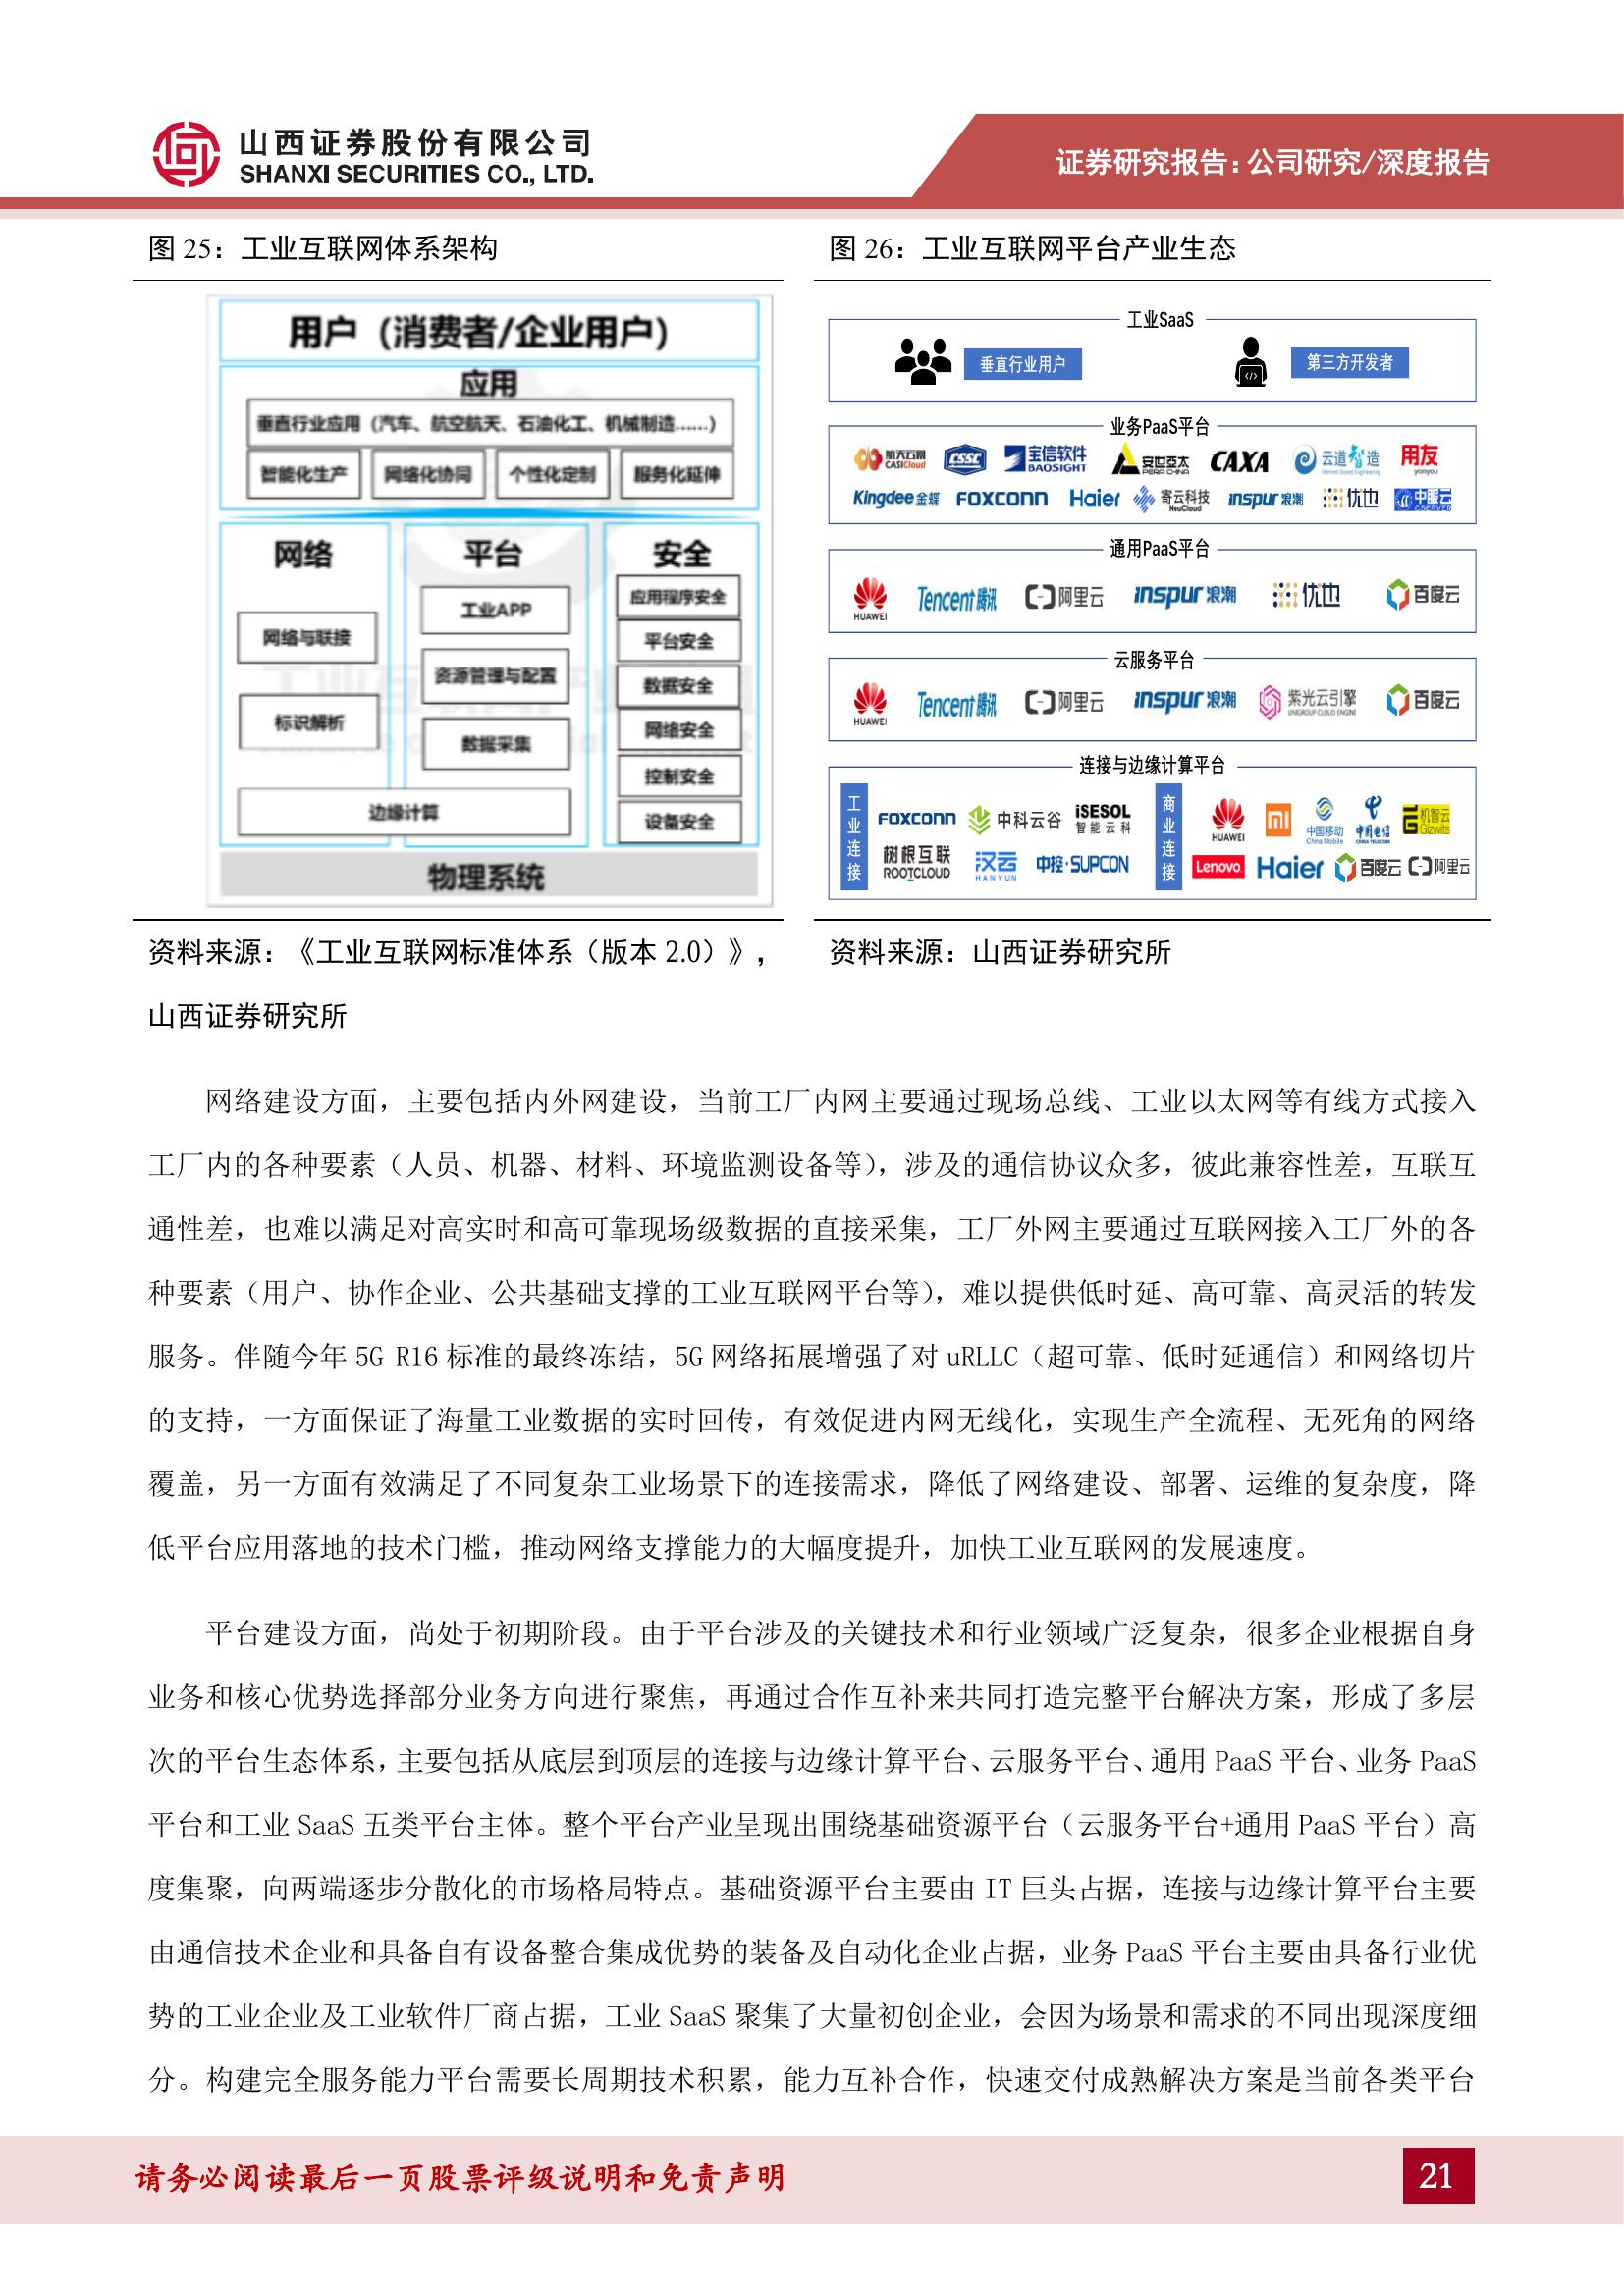 山西证券股份有限公司
SHANXI SECURITIES CO., LTD.
证券研究报告：公司研究/深度报告
图 25：工业互联网体系架构
用户（消费者/企业用户）
应用
垂直行业应用（汽车、航空航天、石油化工、机械制造……）
智能化生产 网络化协同 个性化定制 服务化延伸
网络
网络与联接
标识解析
平台
工业APP
资源管理与配置
数据采集
边缘计算
安全
应用程序安全
平台安全
数据安全
网络安全
控制安全
设备安全
物理系统
资料来源：《工业互联网标准体系（版本 2.0）》，
山西证券研究所
图 26：工业互联网平台产业生态
工业SaaS
垂直行业用户 第三方开发者
业务PaaS平台
航天云网 CASICloud CSSC 宝信软件 BAOSIGHT 安世亚太 PERA CHINA CAXA 云道智造 用友 yonyou
Kingdee 金蝶 FOXCONN Haier 寄云科技 NeuCloud inspur 浪潮 优也 中服云 CSERVER
通用PaaS平台
HUAWEI Tencent 腾讯 阿里云 inspur 浪潮 优也 百度云
云服务平台
HUAWEI Tencent 腾讯 阿里云 inspur 浪潮 紫光云引擎 UNIGROUP CLOUD ENGINE 百度云
连接与边缘计算平台
工业连接
FOXCONN 中科云谷 iSESOL 智能云科
树根互联 ROOTCLOUD 汉云 HANYUN 中控·SUPCON
商业连接
HUAWEI mi 中国移动 China Mobile 中国电信 CHINA TELECOM 机智云 Gizwits
Lenovo Haier 百度云 阿里云
资料来源：山西证券研究所
网络建设方面，主要包括内外网建设，当前工厂内网主要通过现场总线、工业以太网等有线方式接入
工厂内的各种要素（人员、机器、材料、环境监测设备等），涉及的通信协议众多，彼此兼容性差，互联互
通性差，也难以满足对高实时和高可靠现场级数据的直接采集，工厂外网主要通过互联网接入工厂外的各
种要素（用户、协作企业、公共基础支撑的工业互联网平台等），难以提供低时延、高可靠、高灵活的转发
服务。伴随今年 5G R16 标准的最终冻结，5G 网络拓展增强了对 uRLLC（超可靠、低时延通信）和网络切片
的支持，一方面保证了海量工业数据的实时回传，有效促进内网无线化，实现生产全流程、无死角的网络
覆盖，另一方面有效满足了不同复杂工业场景下的连接需求，降低了网络建设、部署、运维的复杂度，降
低平台应用落地的技术门槛，推动网络支撑能力的大幅度提升，加快工业互联网的发展速度。
平台建设方面，尚处于初期阶段。由于平台涉及的关键技术和行业领域广泛复杂，很多企业根据自身
业务和核心优势选择部分业务方向进行聚焦，再通过合作互补来共同打造完整平台解决方案，形成了多层
次的平台生态体系，主要包括从底层到顶层的连接与边缘计算平台、云服务平台、通用 PaaS 平台、业务 PaaS
平台和工业 SaaS 五类平台主体。整个平台产业呈现出围绕基础资源平台（云服务平台+通用 PaaS 平台）高
度集聚，向两端逐步分散化的市场格局特点。基础资源平台主要由 IT 巨头占据，连接与边缘计算平台主要
由通信技术企业和具备自有设备整合集成优势的装备及自动化企业占据，业务 PaaS 平台主要由具备行业优
势的工业企业及工业软件厂商占据，工业 SaaS 聚集了大量初创企业，会因为场景和需求的不同出现深度细
分。构建完全服务能力平台需要长周期技术积累，能力互补合作，快速交付成熟解决方案是当前各类平台
请务必阅读最后一页股票评级说明和免责声明
21